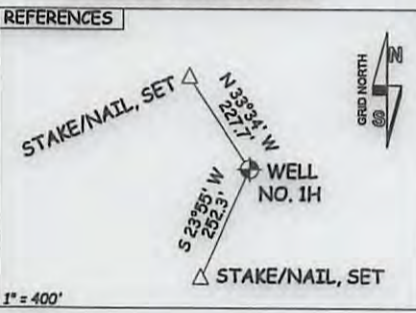 REFERENCES
N
GRID NORTH
S
STAKE/NAIL, SET
N 33°34' W
227.7'
WELL
NO. 1H
S 23°55' W
252.3'
STAKE/NAIL, SET
1" = 400'